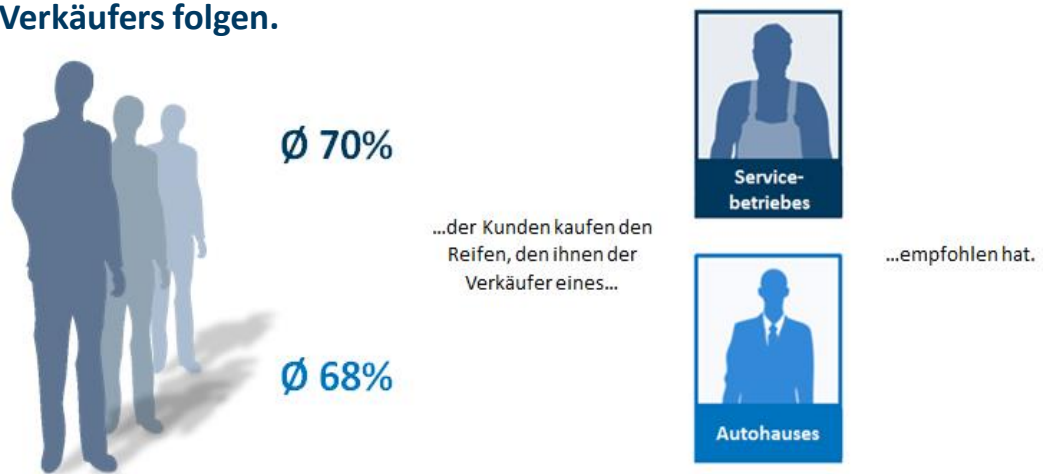 Verkäufers folgen.
Ø 70%
...der Kunden kaufen den
Reifen, den ihnen der
Verkäufer eines...
Ø 68%
Service-
betriebes
Autohauses
...empfohlen hat.